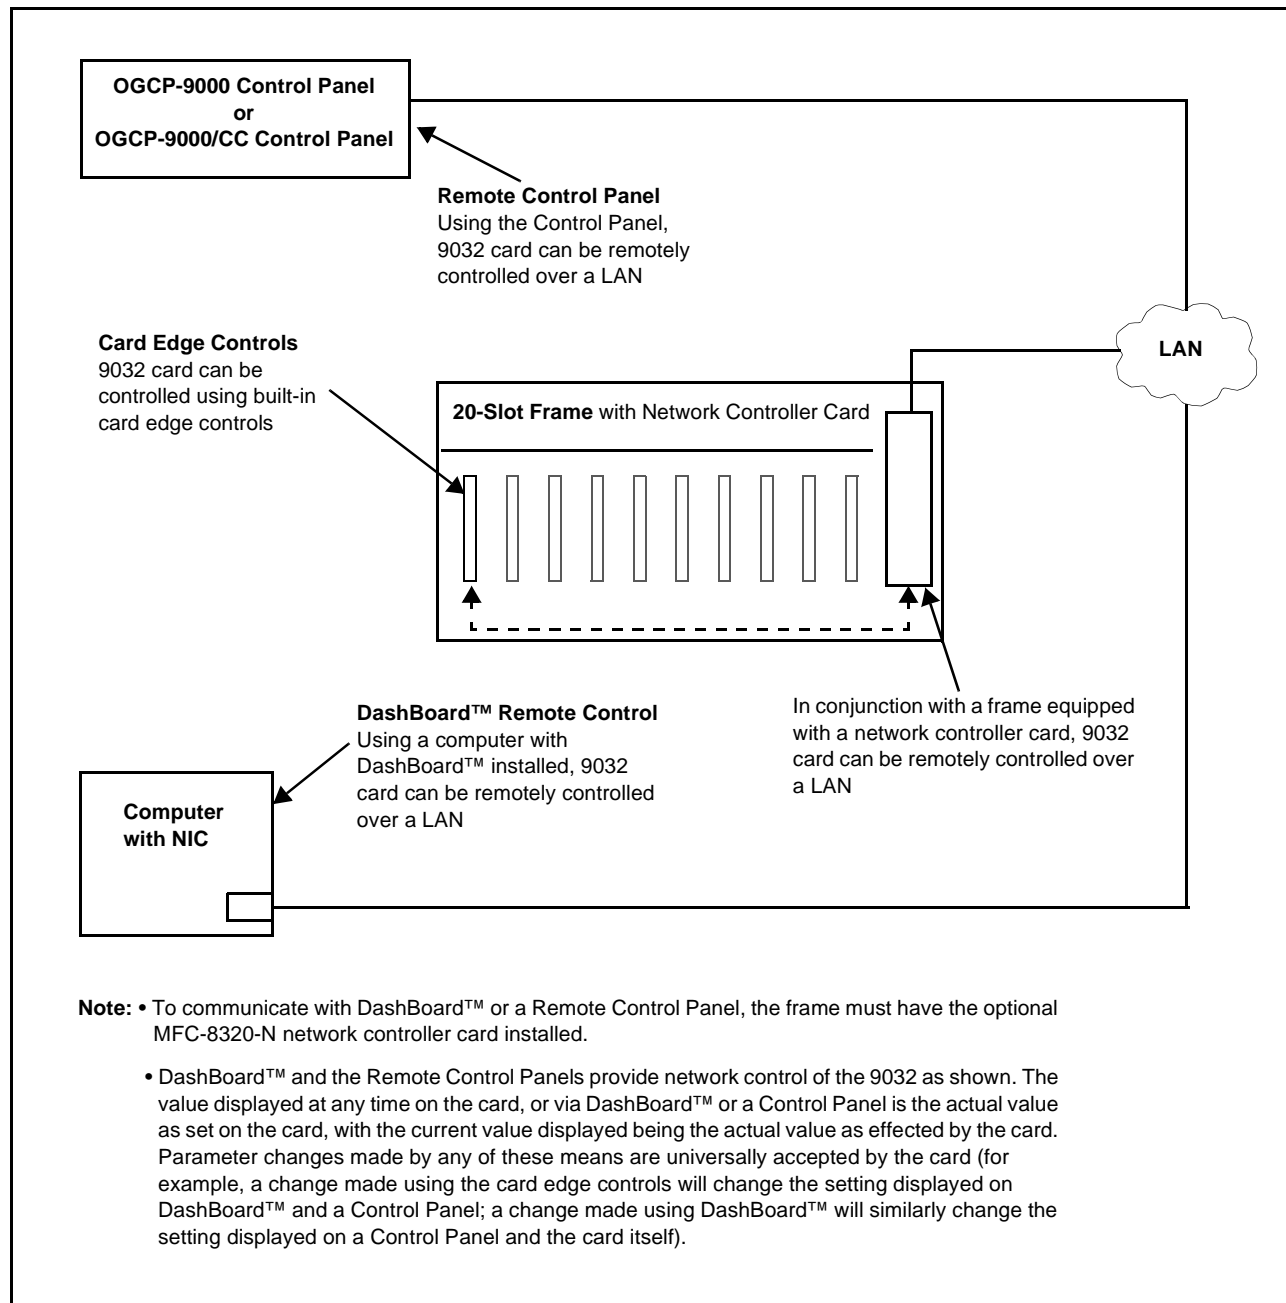 OGCP-9000 Control Panel
or
OGCP-9000/CC Control Panel
Remote Control Panel
Using the Control Panel,
9032 card can be remotely
controlled over a LAN
Card Edge Controls
9032 card can be
controlled using built-in
card edge controls
LAN
20-Slot Frame with Network Controller Card
DashBoard™ Remote Control
Using a computer with
DashBoard™ installed, 9032
card can be remotely controlled
over a LAN
In conjunction with a frame equipped
with a network controller card, 9032
card can be remotely controlled over
a LAN
Computer
with NIC
Note: • To communicate with DashBoard™ or a Remote Control Panel, the frame must have the optional
MFC-8320-N network controller card installed.
• DashBoard™ and the Remote Control Panels provide network control of the 9032 as shown. The
value displayed at any time on the card, or via DashBoard™ or a Control Panel is the actual value
as set on the card, with the current value displayed being the actual value as effected by the card.
Parameter changes made by any of these means are universally accepted by the card (for
example, a change made using the card edge controls will change the setting displayed on
DashBoard™ and a Control Panel; a change made using DashBoard™ will similarly change the
setting displayed on a Control Panel and the card itself).